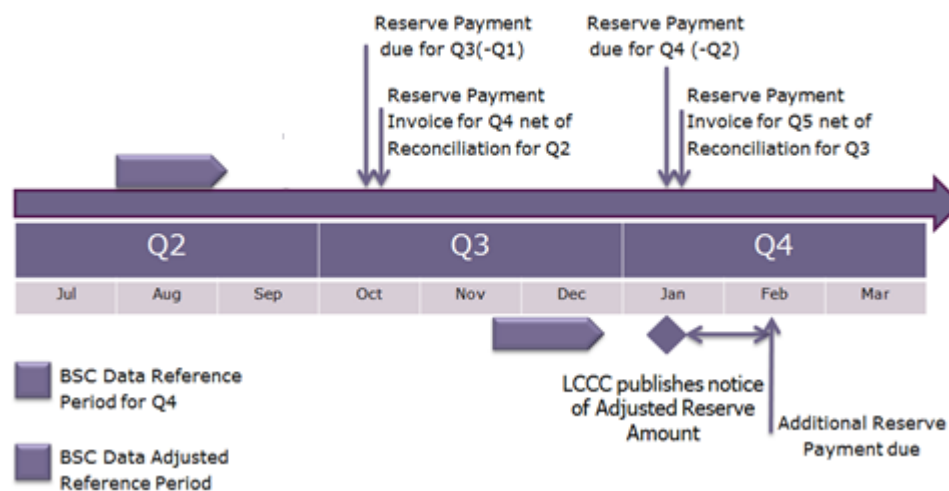 Reserve Payment
due for Q3(-Q1)
Reserve Payment
due for Q4 (-Q2)
Reserve Payment
Invoice for Q4 net of
Reconciliation for Q2
Reserve Payment
Invoice for Q5 net of
Reconciliation for Q3
Q2 Q3 Q4
Jul Aug Sep Oct Nov Dec Jan Feb Mar
BSC Data Reference
Period for Q4
BSC Data Adjusted
Reference Period
LCCC publishes notice
of Adjusted Reserve
Amount
Additional Reserve
Payment due